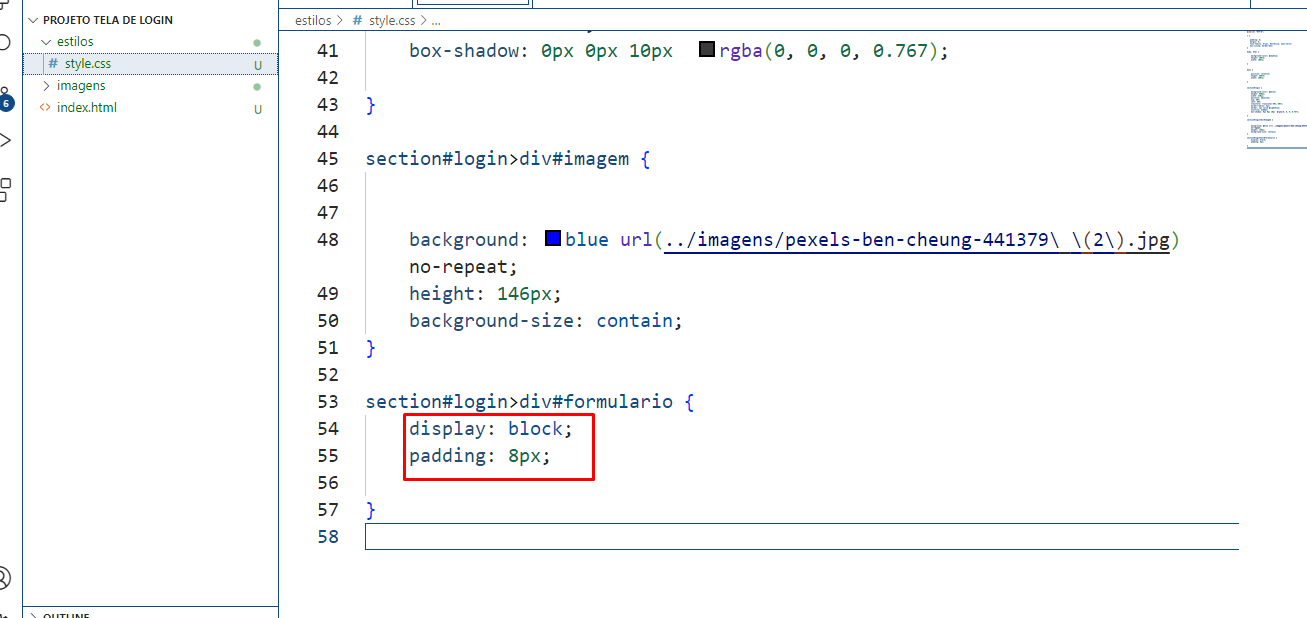 PROJETO TELA DE LOGIN
estilos
# style.css U
imagens
<> index.html U
6
OUTLINE
estilos > # style.css > ...
41 box-shadow: 0px 0px 10px rgba(0, 0, 0, 0.767);
42
43 }
44
45 section#login>div#imagem {
46
47
48 background: blue url(../imagens/pexels-ben-cheung-441379\ \(2\).jpg)
no-repeat;
49 height: 146px;
50 background-size: contain;
51 }
52
53 section#login>div#formulario {
54 display: block;
55 padding: 8px;
56
57 }
58